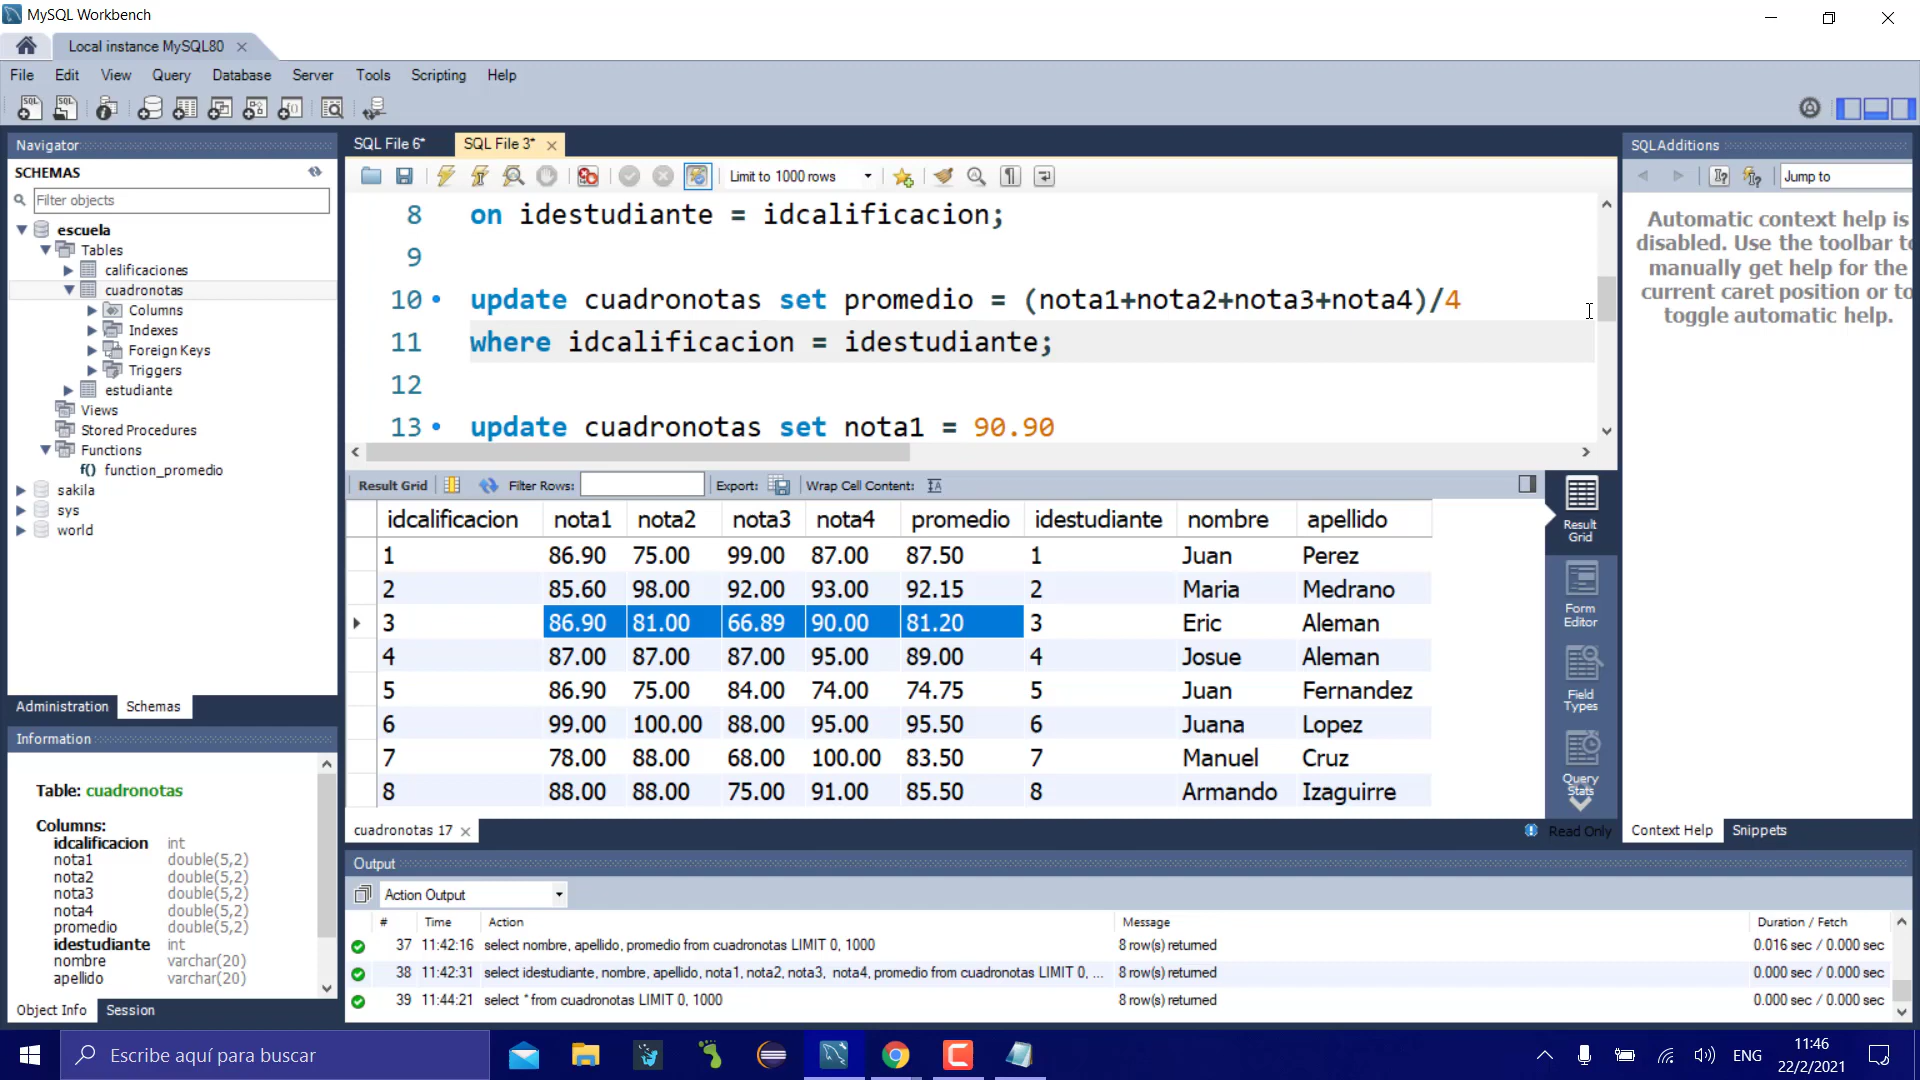 MySQL Workbench
Local instance MySQL80
File Edit View Query Database Server Tools Scripting Help
Navigator
SCHEMAS
Filter objects
escuela
Tables
calificaciones
cuadronotas
Columns
Indexes
Foreign Keys
Triggers
estudiante
Views
Stored Procedures
Functions
f() function_promedio
sakila
sys
world
Administration Schemas
Information
Table: cuadronotas
Columns:
idcalificacion int
nota1 double(5,2)
nota2 double(5,2)
nota3 double(5,2)
nota4 double(5,2)
promedio double(5,2)
idestudiante int
nombre varchar(20)
apellido varchar(20)
Object Info Session
SQL File 6* SQL File 3*
Limit to 1000 rows
8 on idestudiante = idcalificacion;
9
10 update cuadronotas set promedio = (nota1+nota2+nota3+nota4)/4
11 where idcalificacion = idestudiante;
12
13 update cuadronotas set nota1 = 90.90
Result Grid Filter Rows: Export: Wrap Cell Content:
idcalificacion nota1 nota2 nota3 nota4 promedio idestudiante nombre apellido
1 86.90 75.00 99.00 87.00 87.50 1 Juan Perez
2 85.60 98.00 92.00 93.00 92.15 2 Maria Medrano
3 86.90 81.00 66.89 90.00 81.20 3 Eric Aleman
4 87.00 87.00 87.00 95.00 89.00 4 Josue Aleman
5 86.90 75.00 84.00 74.00 74.75 5 Juan Fernandez
6 99.00 100.00 88.00 95.00 95.50 6 Juana Lopez
7 78.00 88.00 68.00 100.00 83.50 7 Manuel Cruz
8 88.00 88.00 75.00 91.00 85.50 8 Armando Izaguirre
Result
Grid
Form
Editor
Field
Types
Query
Stats
cuadronotas 17
Read Only
SQLAdditions
Jump to
Automatic context help is
disabled. Use the toolbar to
manually get help for the
current caret position or to
toggle automatic help.
Context Help Snippets
Output
Action Output
# Time Action Message Duration / Fetch
37 11:42:16 select nombre, apellido, promedio from cuadronotas LIMIT 0, 1000 8 row(s) returned 0.016 sec / 0.000 sec
38 11:42:31 select idestudiante, nombre, apellido, nota1, nota2, nota3, nota4, promedio from cuadronotas LIMIT 0, ... 8 row(s) returned 0.000 sec / 0.000 sec
39 11:44:21 select * from cuadronotas LIMIT 0, 1000 8 row(s) returned 0.000 sec / 0.000 sec
Escribe aquí para buscar
ENG
11:46
22/2/2021